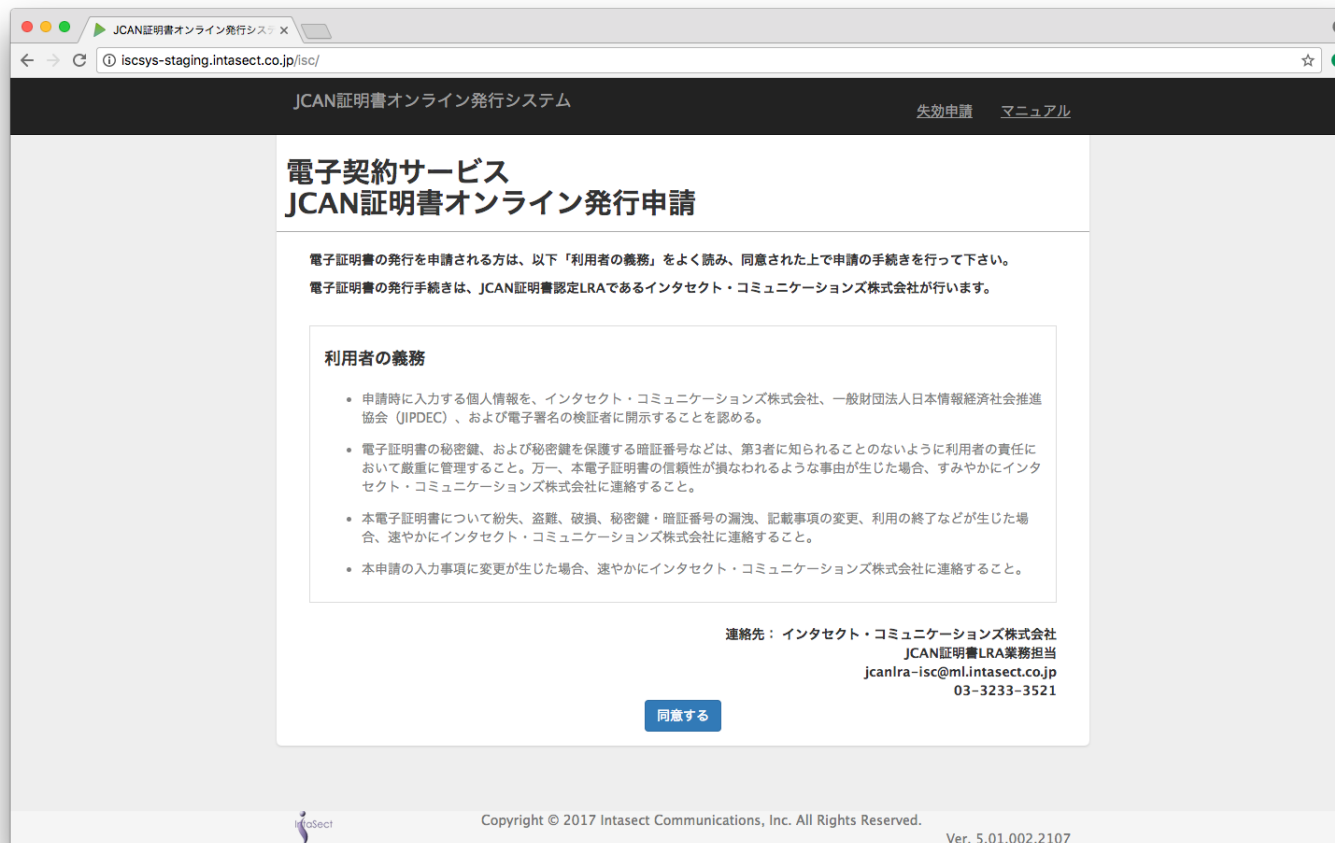 JCAN証明書オンライン発行シス
iscsys-staging.intasect.co.jp/isc/
JCAN証明書オンライン発行システム
失効申請 マニュアル
電子契約サービス
JCAN証明書オンライン発行申請
電子証明書の発行を申請される方は、以下「利用者の義務」をよく読み、同意された上で申請の手続きを行って下さい。
電子証明書の発行手続きは、JCAN証明書認定LRAであるインタセクト・コミュニケーションズ株式会社が行います。
利用者の義務
• 申請時に入力する個人情報を、インタセクト・コミュニケーションズ株式会社、一般財団法人日本情報経済社会推進
協会（JIPDEC）、および電子署名の検証者に開示することを認める。
• 電子証明書の秘密鍵、および秘密鍵を保護する暗証番号などは、第3者に知られることのないように利用者の責任に
おいて厳重に管理すること。万一、本電子証明書の信頼性が損なわれるような事由が生じた場合、すみやかにインタ
セクト・コミュニケーションズ株式会社に連絡すること。
• 本電子証明書について紛失、盗難、破損、秘密鍵・暗証番号の漏洩、記載事項の変更、利用の終了などが生じた場
合、速やかにインタセクト・コミュニケーションズ株式会社に連絡すること。
• 本申請の入力事項に変更が生じた場合、速やかにインタセクト・コミュニケーションズ株式会社に連絡すること。
連絡先： インタセクト・コミュニケーションズ株式会社
JCAN証明書LRA業務担当
jcanlra-isc@ml.intasect.co.jp
03-3233-3521
同意する
IntaSect
Copyright © 2017 Intasect Communications, Inc. All Rights Reserved.
Ver. 5.01.002.2107